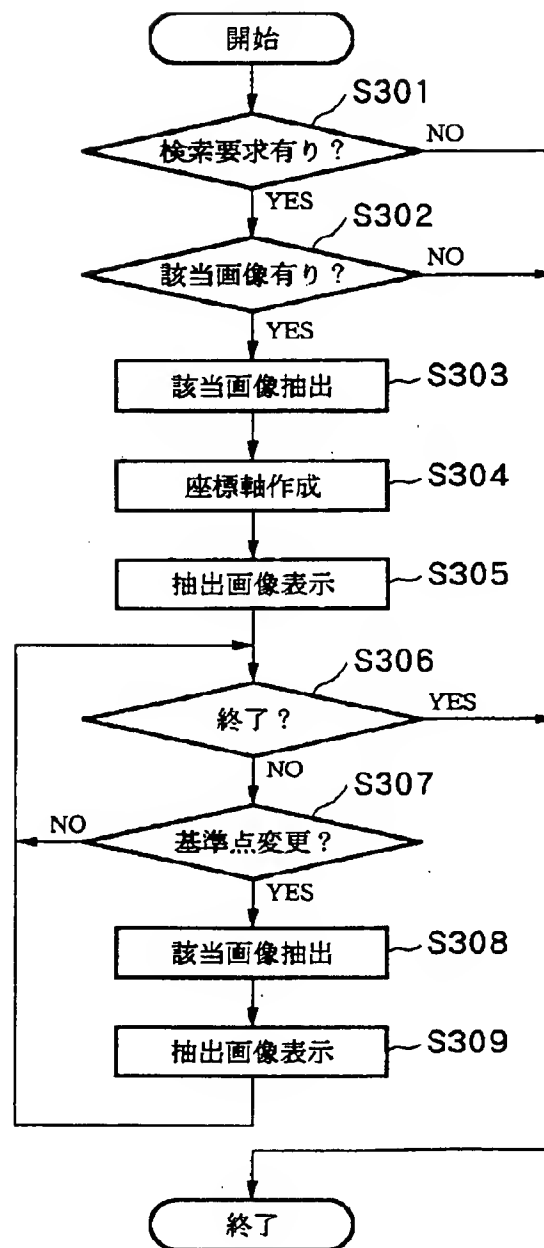 開始
S301
検索要求有り？
NO
YES
S302
該当画像有り？
NO
YES
該当画像抽出
S303
座標軸作成
S304
抽出画像表示
S305
S306
終了？
YES
NO
S307
NO
基準点変更？
YES
該当画像抽出
S308
抽出画像表示
S309
終了